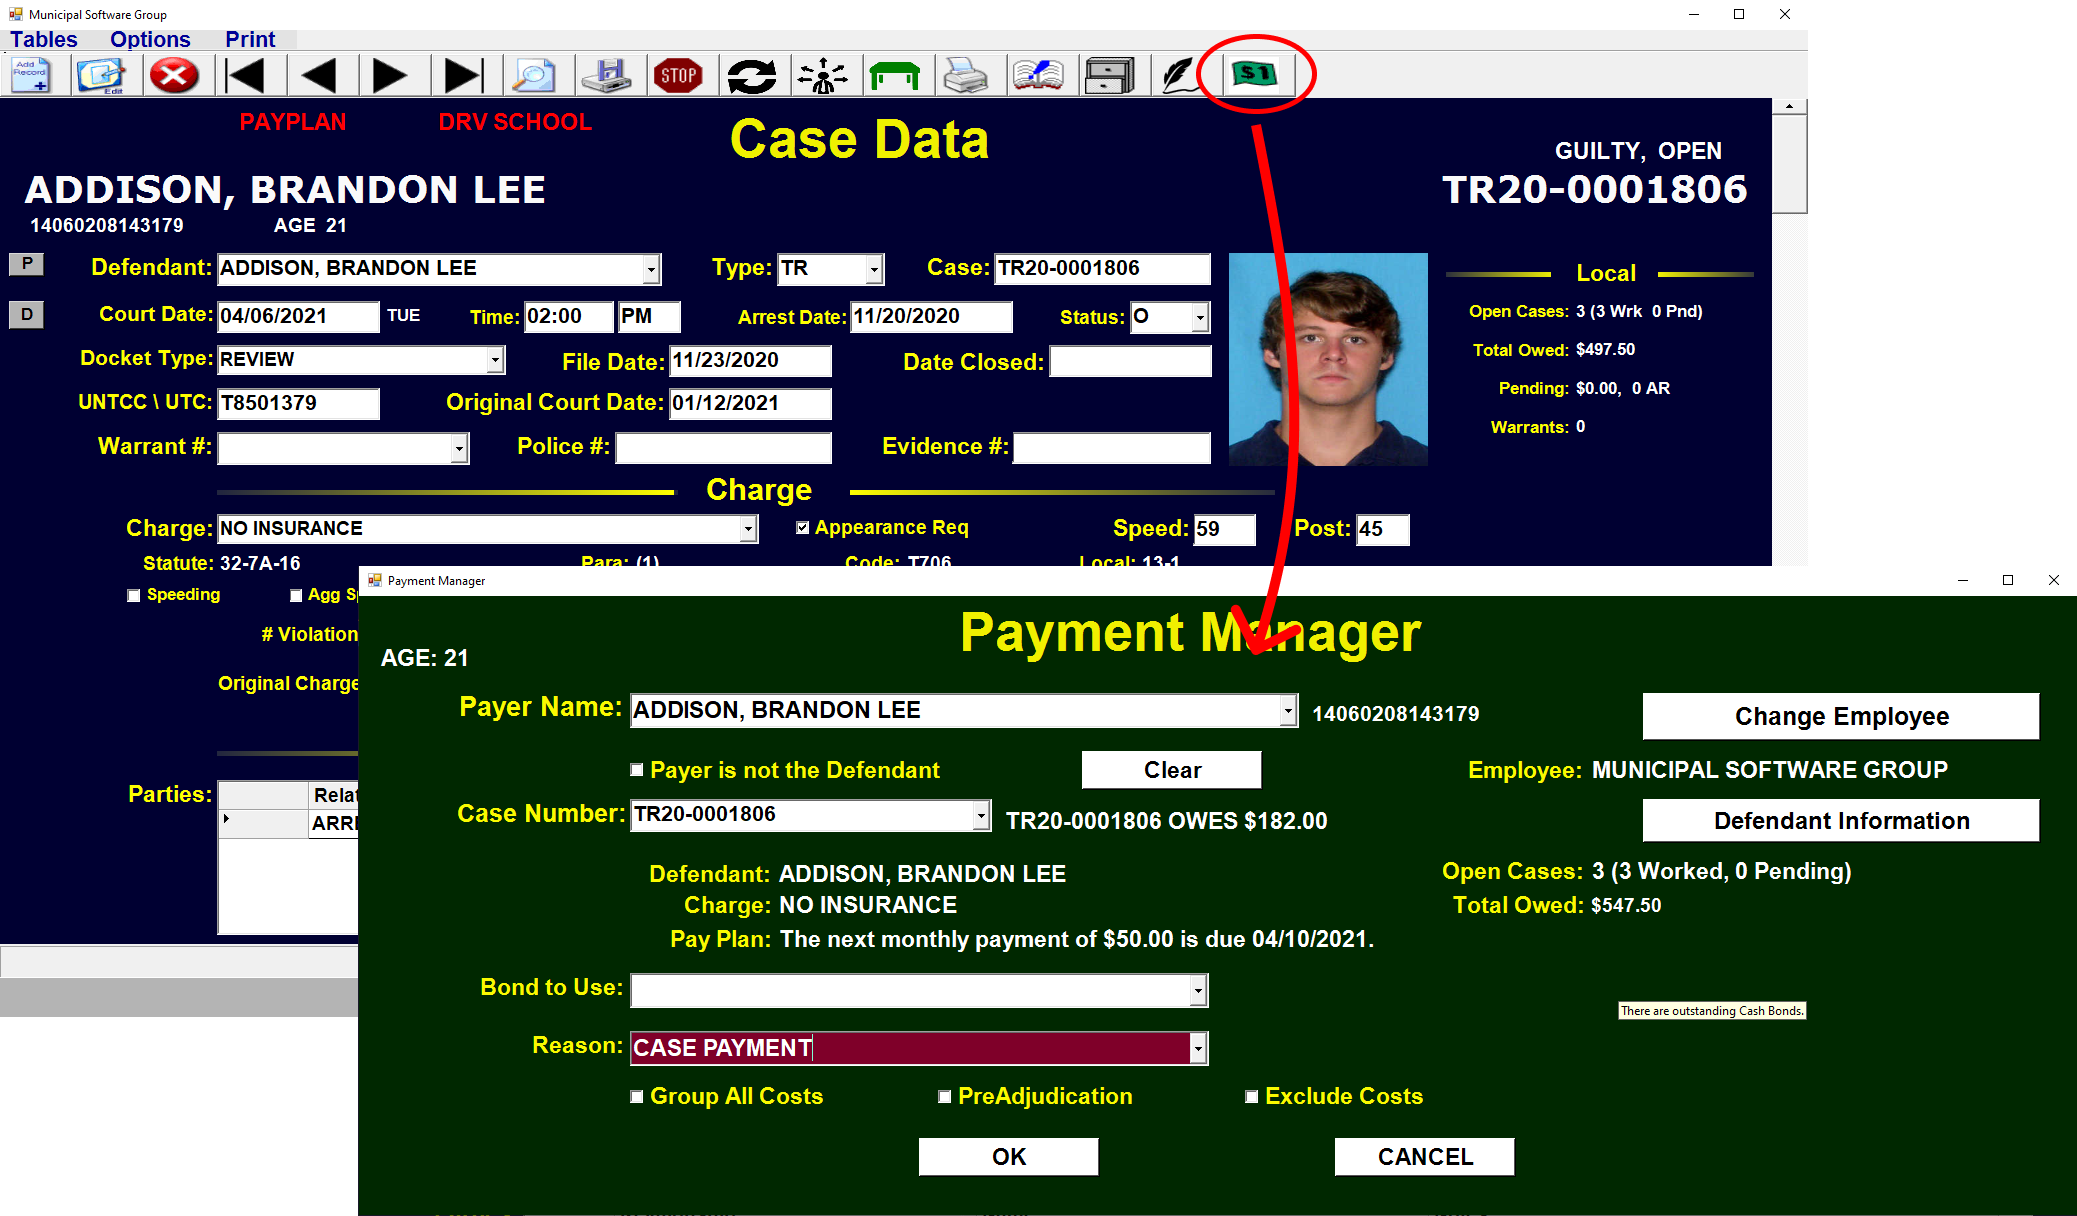 Municipal Software Group
Tables Options Print
Add Record Edit STOP $1
PAYPLAN DRV SCHOOL Case Data
GUILTY, OPEN
ADDISON, BRANDON LEE TR20-0001806
14060208143179 AGE 21
P Defendant: ADDISON, BRANDON LEE Type: TR Case: TR20-0001806 Local
D Court Date: 04/06/2021 TUE Time: 02:00 PM Arrest Date: 11/20/2020 Status: O Open Cases: 3 (3 Wrk 0 Pnd)
Docket Type: REVIEW File Date: 11/23/2020 Date Closed: Total Owed: $497.50
Pending: $0.00, 0 AR
UNTCC \ UTC: T8501379 Original Court Date: 01/12/2021
Warrants: 0
Warrant #: Police #: Evidence #:
Charge
Charge: NO INSURANCE Appearance Req Speed: 59 Post: 45
Statute: 32-7A-16 Para: (1) Code: T706 Local: 13-1
Speeding Agg
# Violation
Original Charge
Parties: Relat
ARR
Payment Manager
Payment Manager
AGE: 21
Payer Name: ADDISON, BRANDON LEE 14060208143179 Change Employee
Payer is not the Defendant Clear Employee: MUNICIPAL SOFTWARE GROUP
Case Number: TR20-0001806 TR20-0001806 OWES $182.00 Defendant Information
Defendant: ADDISON, BRANDON LEE Open Cases: 3 (3 Worked, 0 Pending)
Charge: NO INSURANCE Total Owed: $547.50
Pay Plan: The next monthly payment of $50.00 is due 04/10/2021.
Bond to Use:
There are outstanding Cash Bonds.
Reason: CASE PAYMENT
Group All Costs PreAdjudication Exclude Costs
OK CANCEL